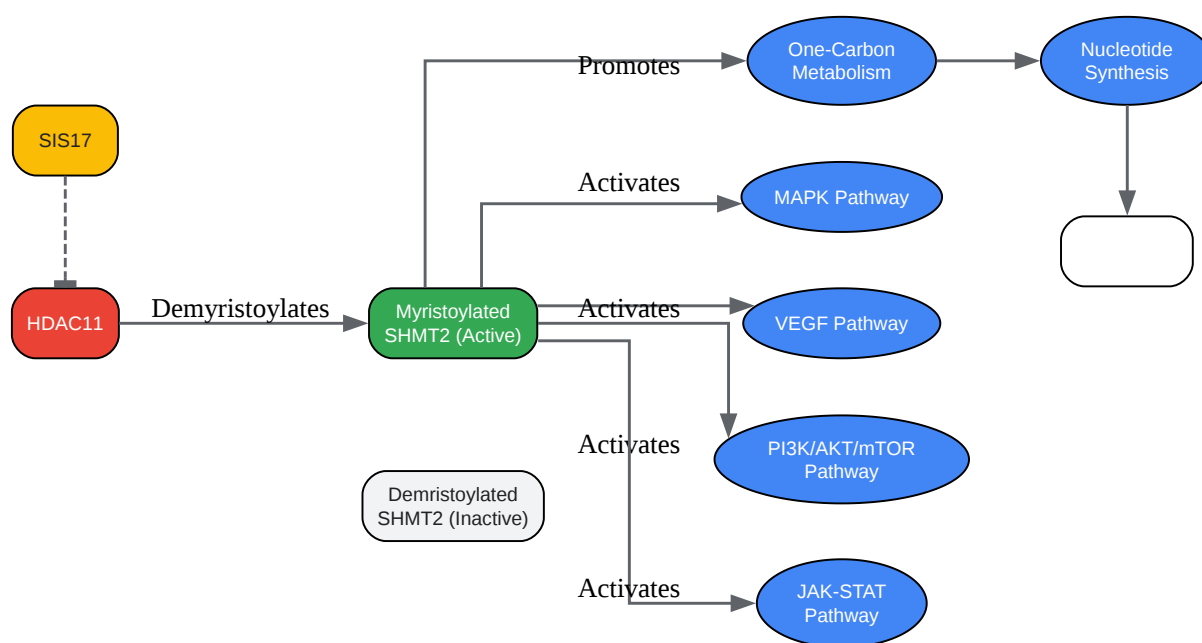 One-Carbon
Metabolism
Nucleotide
Synthesis
Promotes
SIS17
Activates
MAPK Pathway
HDAC11
Demyristoylates
Myristoylated
SHMT2 (Active)
Activates
VEGF Pathway
Activates
PI3K/AKT/mTOR
Pathway
Demristoylated
SHMT2 (Inactive)
Activates
JAK-STAT
Pathway